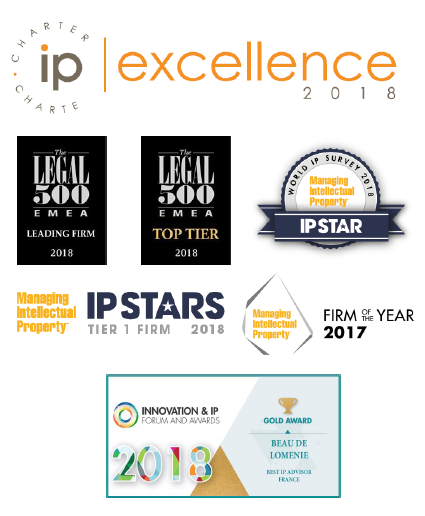 CHARTER
ip
CHARTE
excellence
2018
The
LEGAL
500
EMEA
LEADING FIRM
2018
The
LEGAL
500
EMEA
TOP TIER
2018
WORLD IP SURVEY 2018
Managing
Intellectual
Property
IP STAR
Managing
Intellectual
Property
IP STARS
TIER 1 FIRM 2018
Managing
Intellectual
Property
FIRM OF THE YEAR
2017
INNOVATION & IP
FORUM AND AWARDS
2018
GOLD AWARD
BEAU DE
LOMENIE
BEST IP ADVISOR
FRANCE